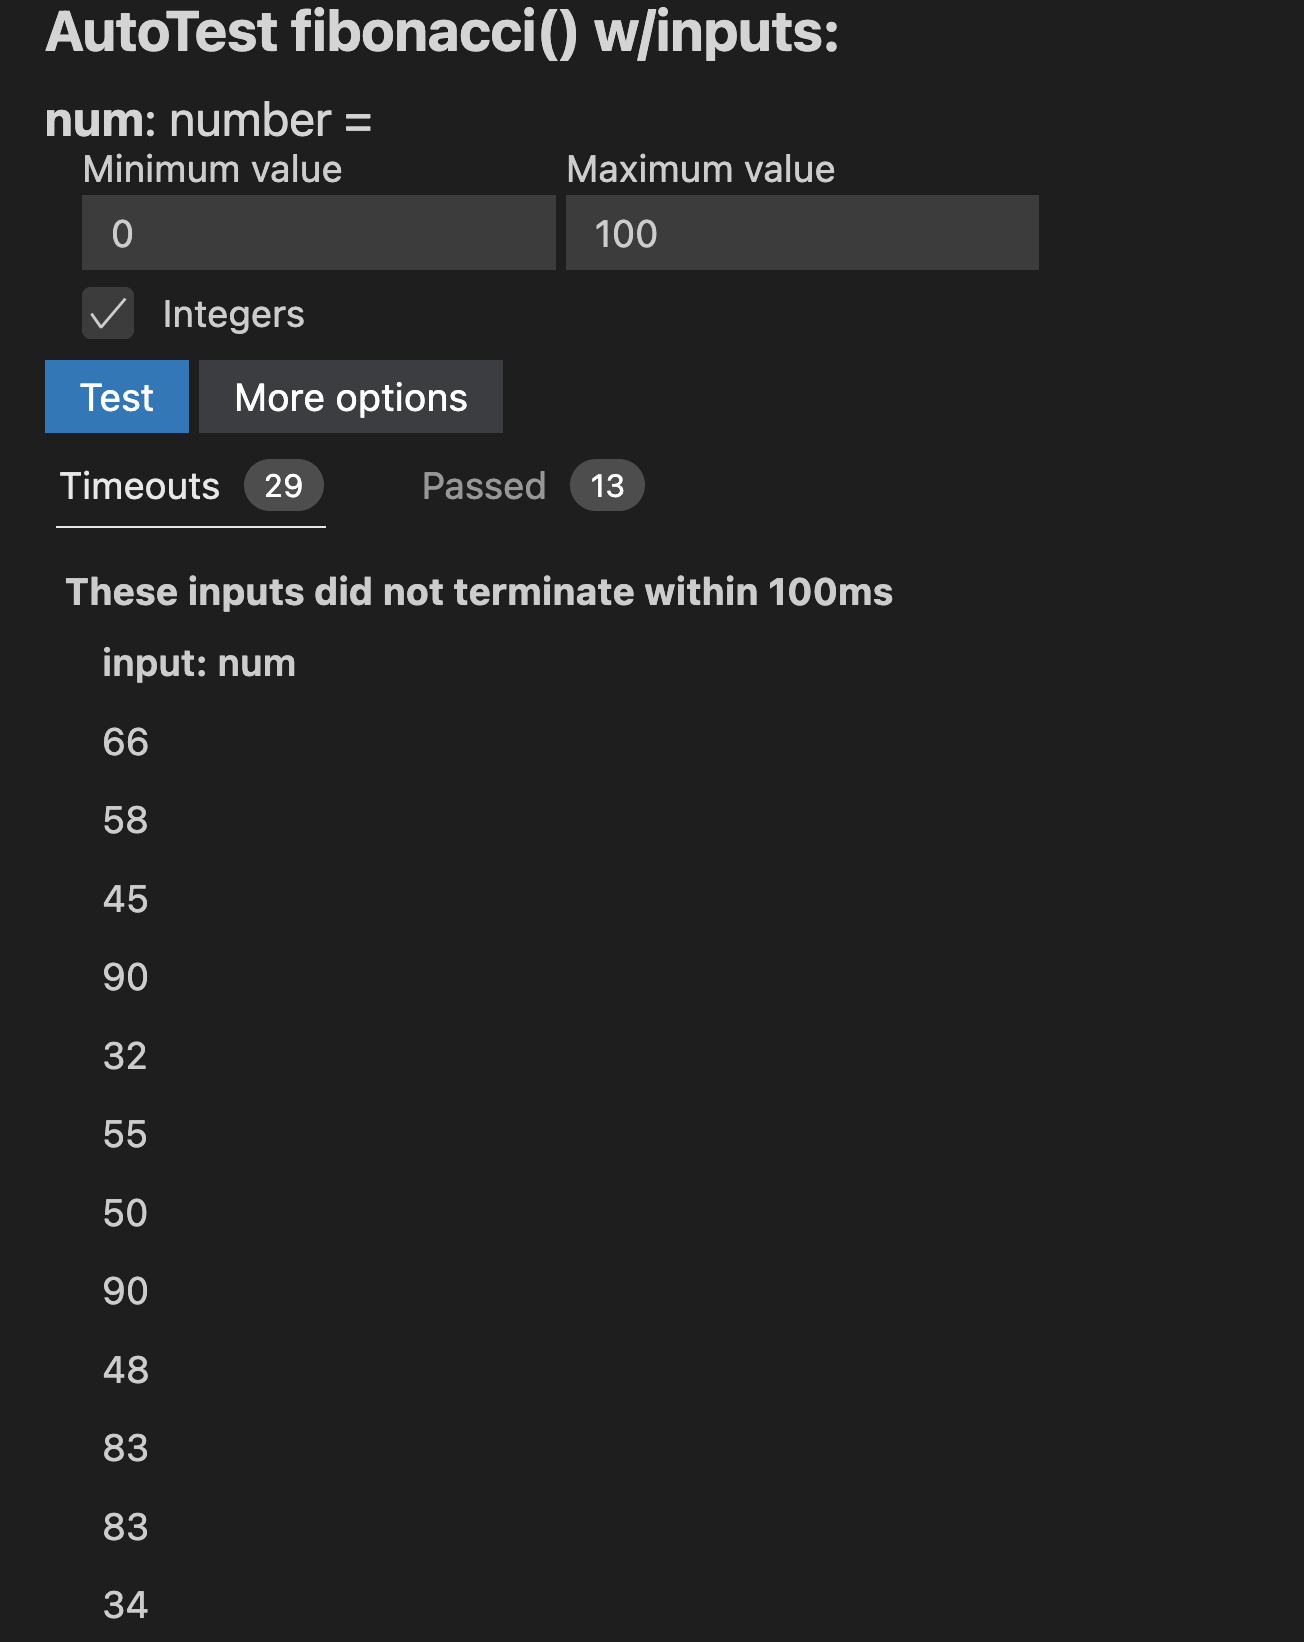 AutoTest fibonacci() w/inputs:
num: number =
Minimum value Maximum value
0 100
Integers
Test More options
Timeouts 29 Passed 13
These inputs did not terminate within 100ms
input: num
66
58
45
90
32
55
50
90
48
83
83
34